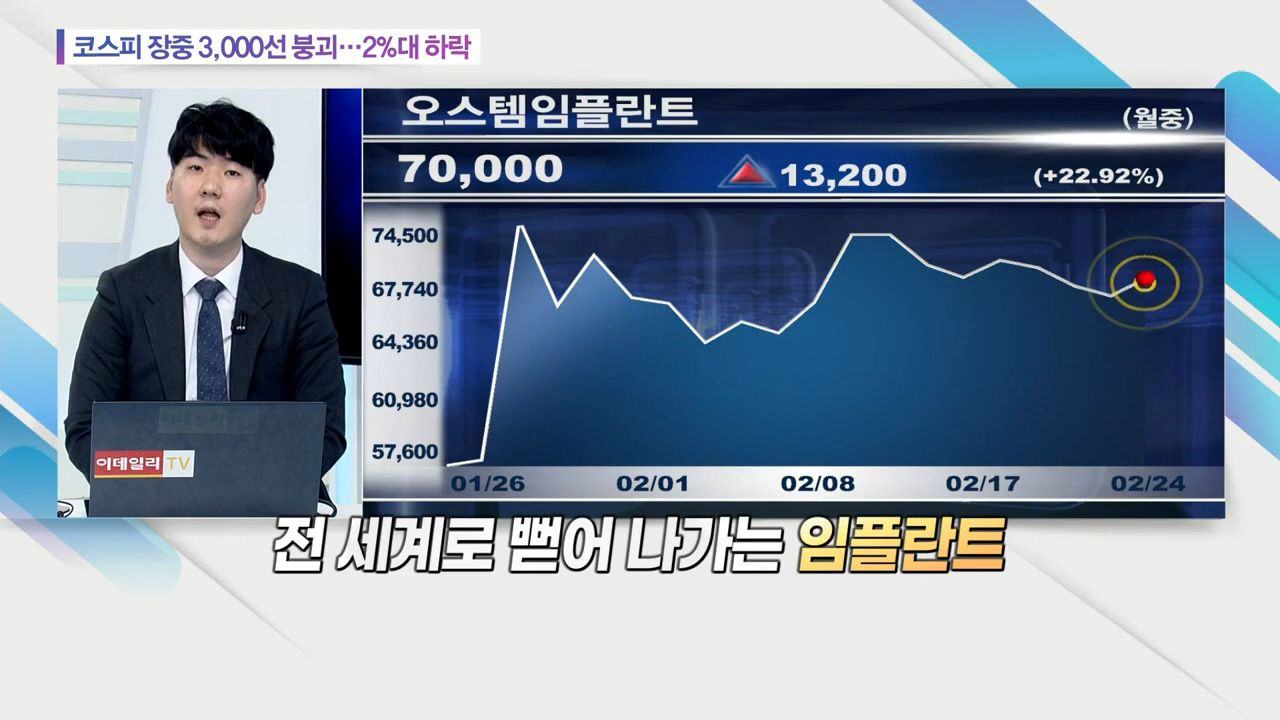 코스피 장중 3,000선 붕괴…2%대 하락
오스템임플란트
(월중)
70,000
13,200
(+22.92%)
74,500
67,740
64,360
60,980
57,600
01/26
02/01
02/08
02/17
02/24
이데일리 TV
전 세계로 뻗어 나가는 임플란트